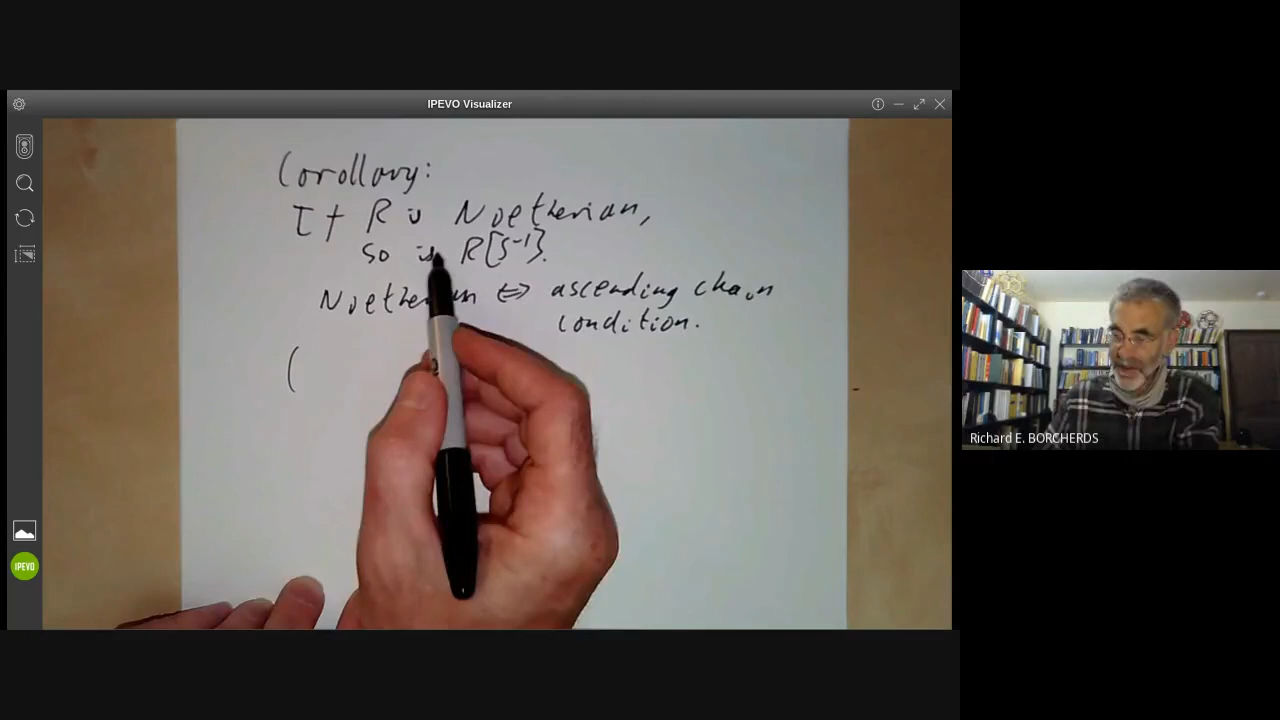 IPEVO Visualizer
Corollary:
If R is Noetherian,
so is R[S⁻¹].
Noetherian ⇔ ascending chain
condition.
(
IPEVO
Richard E. BORCHERDS